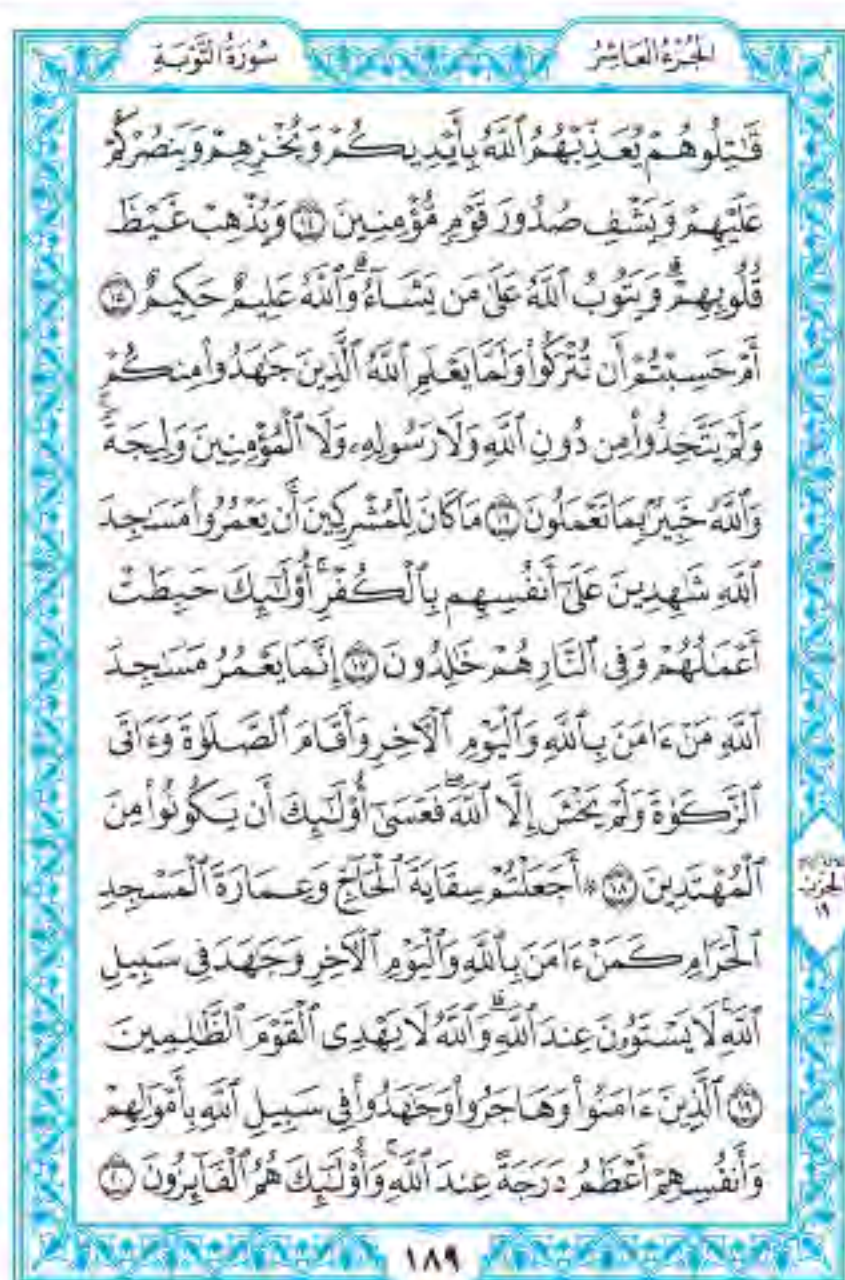 الجُزْءُ العَاشِرُ
سُورَةُ التَّوْبَةِ
قَٰتِلُوهُمْ يُعَذِّبْهُمُ ٱللَّهُ بِأَيْدِيكُمْ وَيُخْزِهِمْ وَيَنصُرْكُمْ
عَلَيْهِمْ وَيَشْفِ صُدُورَ قَوْمٍ مُّؤْمِنِينَ ١٤ وَيُذْهِبْ غَيْظَ
قُلُوبِهِمْ ۗ وَيَتُوبُ ٱللَّهُ عَلَىٰ مَن يَشَآءُ ۗ وَٱللَّهُ عَلِيمٌ حَكِيمٌ ١٥
أَمْ حَسِبْتُمْ أَن تُتْرَكُوا۟ وَلَمَّا يَعْلَمِ ٱللَّهُ ٱلَّذِينَ جَٰهَدُوا۟ مِنكُمْ
وَلَمْ يَتَّخِذُوا۟ مِن دُونِ ٱللَّهِ وَلَا رَسُولِهِۦ وَلَا ٱلْمُؤْمِنِينَ وَلِيجَةً ۚ
وَٱللَّهُ خَبِيرٌۢ بِمَا تَعْمَلُونَ ١٦ مَا كَانَ لِلْمُشْرِكِينَ أَن يَعْمُرُوا۟ مَسَٰجِدَ
ٱللَّهِ شَٰهِدِينَ عَلَىٰٓ أَنفُسِهِم بِٱلْكُفْرِ ۚ أُو۟لَٰٓئِكَ حَبِطَتْ
أَعْمَٰلُهُمْ وَفِى ٱلنَّارِ هُمْ خَٰلِدُونَ ١٧ إِنَّمَا يَعْمُرُ مَسَٰجِدَ
ٱللَّهِ مَنْ ءَامَنَ بِٱللَّهِ وَٱلْيَوْمِ ٱلْءَاخِرِ وَأَقَامَ ٱلصَّلَوٰةَ وَءَاتَى
ٱلزَّكَوٰةَ وَلَمْ يَخْشَ إِلَّا ٱللَّهَ ۖ فَعَسَىٰٓ أُو۟لَٰٓئِكَ أَن يَكُونُوا۟ مِنَ
ٱلْمُهْتَدِينَ ١٨ ۞ أَجَعَلْتُمْ سِقَايَةَ ٱلْحَآجِّ وَعِمَارَةَ ٱلْمَسْجِدِ
ٱلْحَرَامِ كَمَنْ ءَامَنَ بِٱللَّهِ وَٱلْيَوْمِ ٱلْءَاخِرِ وَجَٰهَدَ فِى سَبِيلِ
ٱللَّهِ ۚ لَا يَسْتَوُۥنَ عِندَ ٱللَّهِ ۗ وَٱللَّهُ لَا يَهْدِى ٱلْقَوْمَ ٱلظَّٰلِمِينَ
١٩ ٱلَّذِينَ ءَامَنُوا۟ وَهَاجَرُوا۟ وَجَٰهَدُوا۟ فِى سَبِيلِ ٱللَّهِ بِأَمْوَٰلِهِمْ
وَأَنفُسِهِمْ أَعْظَمُ دَرَجَةً عِندَ ٱللَّهِ ۚ وَأُو۟لَٰٓئِكَ هُمُ ٱلْفَآئِزُونَ ٢٠
الحزب
١٩
١٨٩